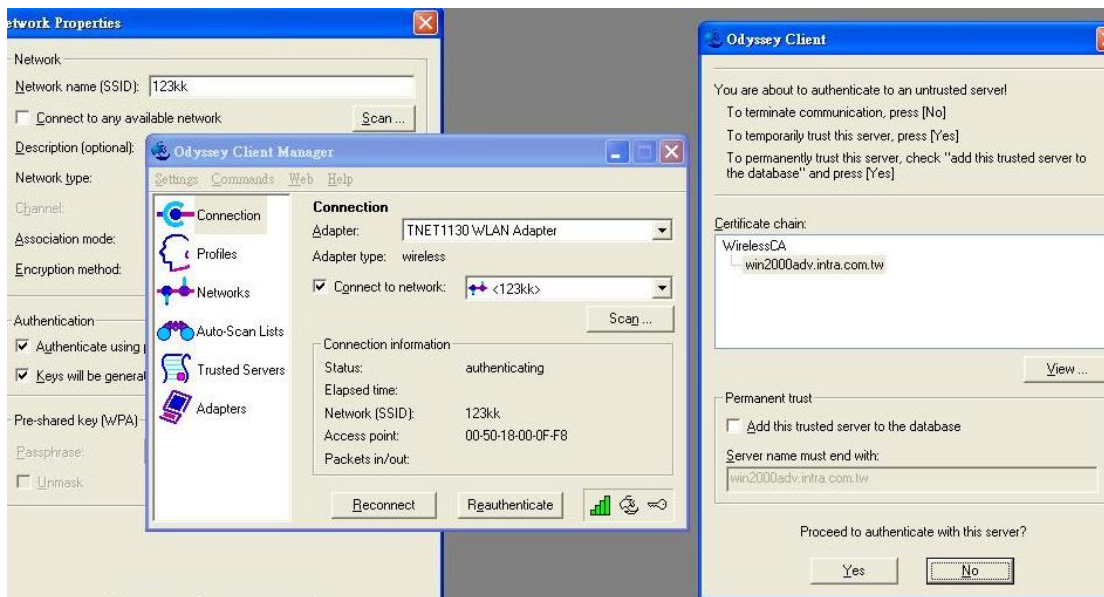 etwork Properties
Network
Network name (SSID): 123kk
Connect to any available network
Scan ...
Description (optional):
Network type:
Channel:
Association mode:
Encryption method:
Authentication
Authenticate using
Keys will be
Pre-shared key (WPA)
Passphrase:
Unmask
Odyssey Client Manager
Settings Commands Web Help
Connection
Profiles
Networks
Auto-Scan Lists
Trusted Servers
Adapters
Connection
Adapter: TNET1130 WLAN Adapter
Adapter type: wireless
Connect to network: <123kk>
Scan ...
Connection information
Status: authenticating
Elapsed time:
Network (SSID): 123kk
Access point: 00-50-18-00-0F-F8
Packets in/out:
Reconnect Reauthenticate
Odyssey Client
You are about to authenticate to an untrusted server!
To terminate communication, press [No]
To temporarily trust this server, press [Yes]
To permanently trust this server, check "add this trusted server to
the database" and press [Yes]
Certificate chain:
WirelessCA
win2000adv.intra.com.tw
View ...
Permanent trust
Add this trusted server to the database
Server name must end with:
win2000adv.intra.com.tw
Proceed to authenticate with this server?
Yes No